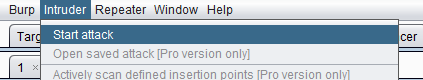 Burp Intruder Repeater Window Help
Start attack
Open saved attack [Pro version only]
1 ×
Actively scan defined insertion points [Pro version only]